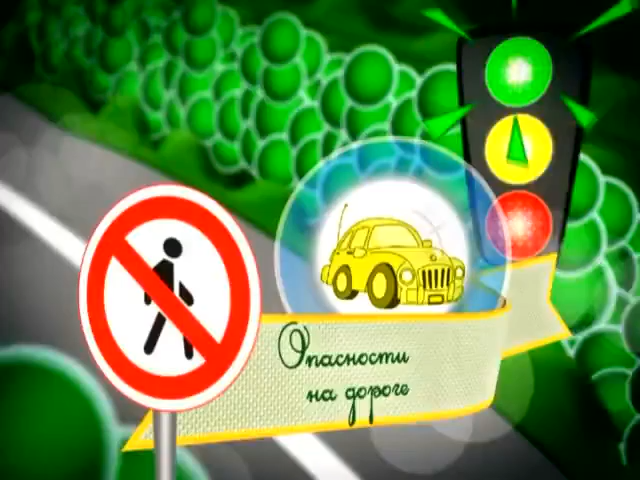 Опасности
на дороге